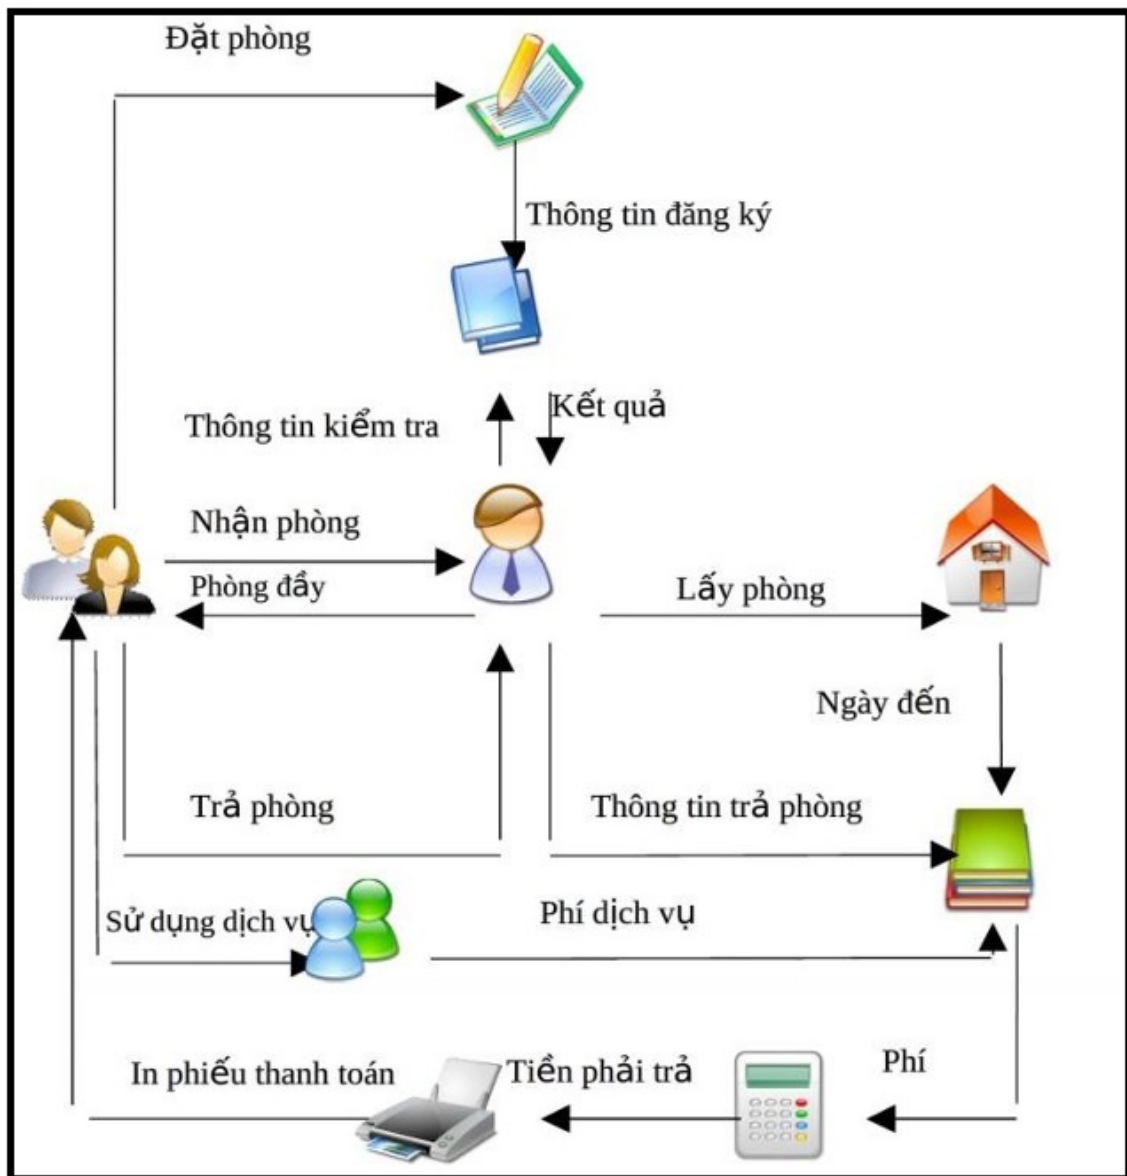 Đặt phòng
Thông tin đăng ký
Kết quả
Thông tin kiểm tra
Nhận phòng
Phòng đầy
Lấy phòng
Ngày đến
Trả phòng
Thông tin trả phòng
Sử dụng dịch vụ
Phí dịch vụ
In phiếu thanh toán
Tiền phải trả
Phí